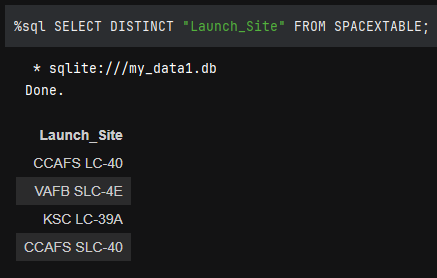 %sql SELECT DISTINCT "Launch_Site" FROM SPACEXTABLE;
* sqlite:///my_data1.db
Done.
Launch_Site
CCAFS LC-40
VAFB SLC-4E
KSC LC-39A
CCAFS SLC-40